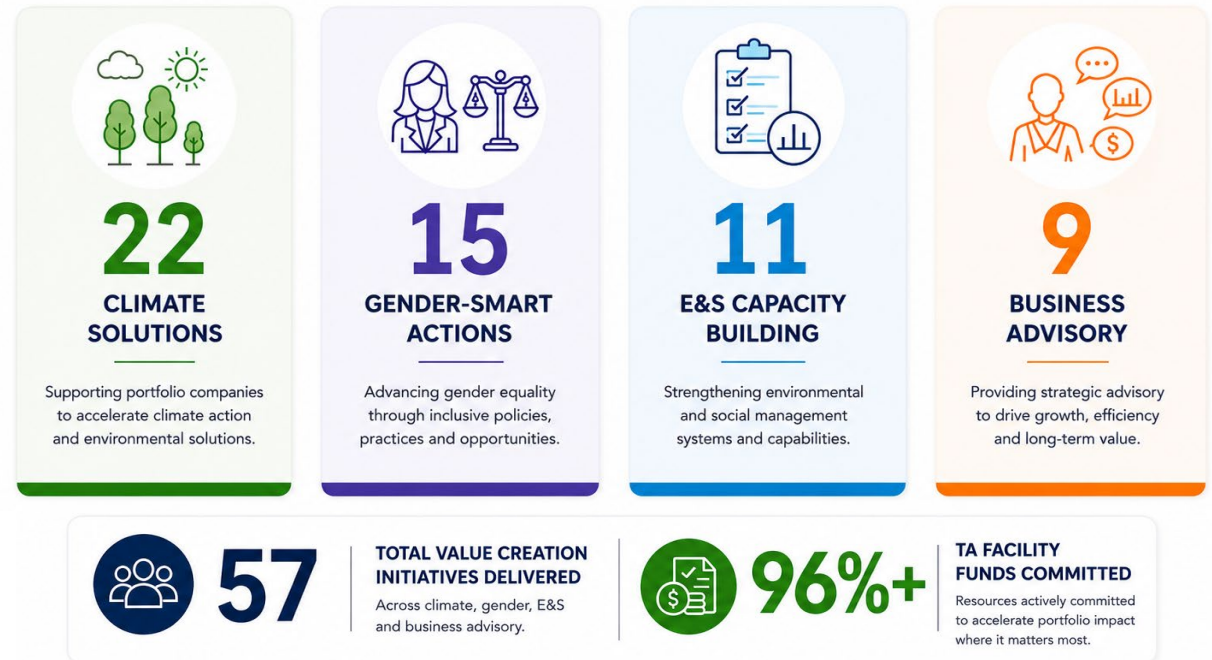 22
CLIMATE
SOLUTIONS
Supporting portfolio companies
to accelerate climate action
and environmental solutions.
15
GENDER-SMART
ACTIONS
Advancing gender equality
through inclusive policies,
practices and opportunities.
11
E&S CAPACITY
BUILDING
Strengthening environmental
and social management
systems and capabilities.
$
9
BUSINESS
ADVISORY
Providing strategic advisory
to drive growth, efficiency
and long-term value.
57
TOTAL VALUE CREATION
INITIATIVES DELIVERED
Across climate, gender, E&S
and business advisory.
$
96%+
TA FACILITY
FUNDS COMMITTED
Resources actively committed
to accelerate portfolio impact
where it matters most.